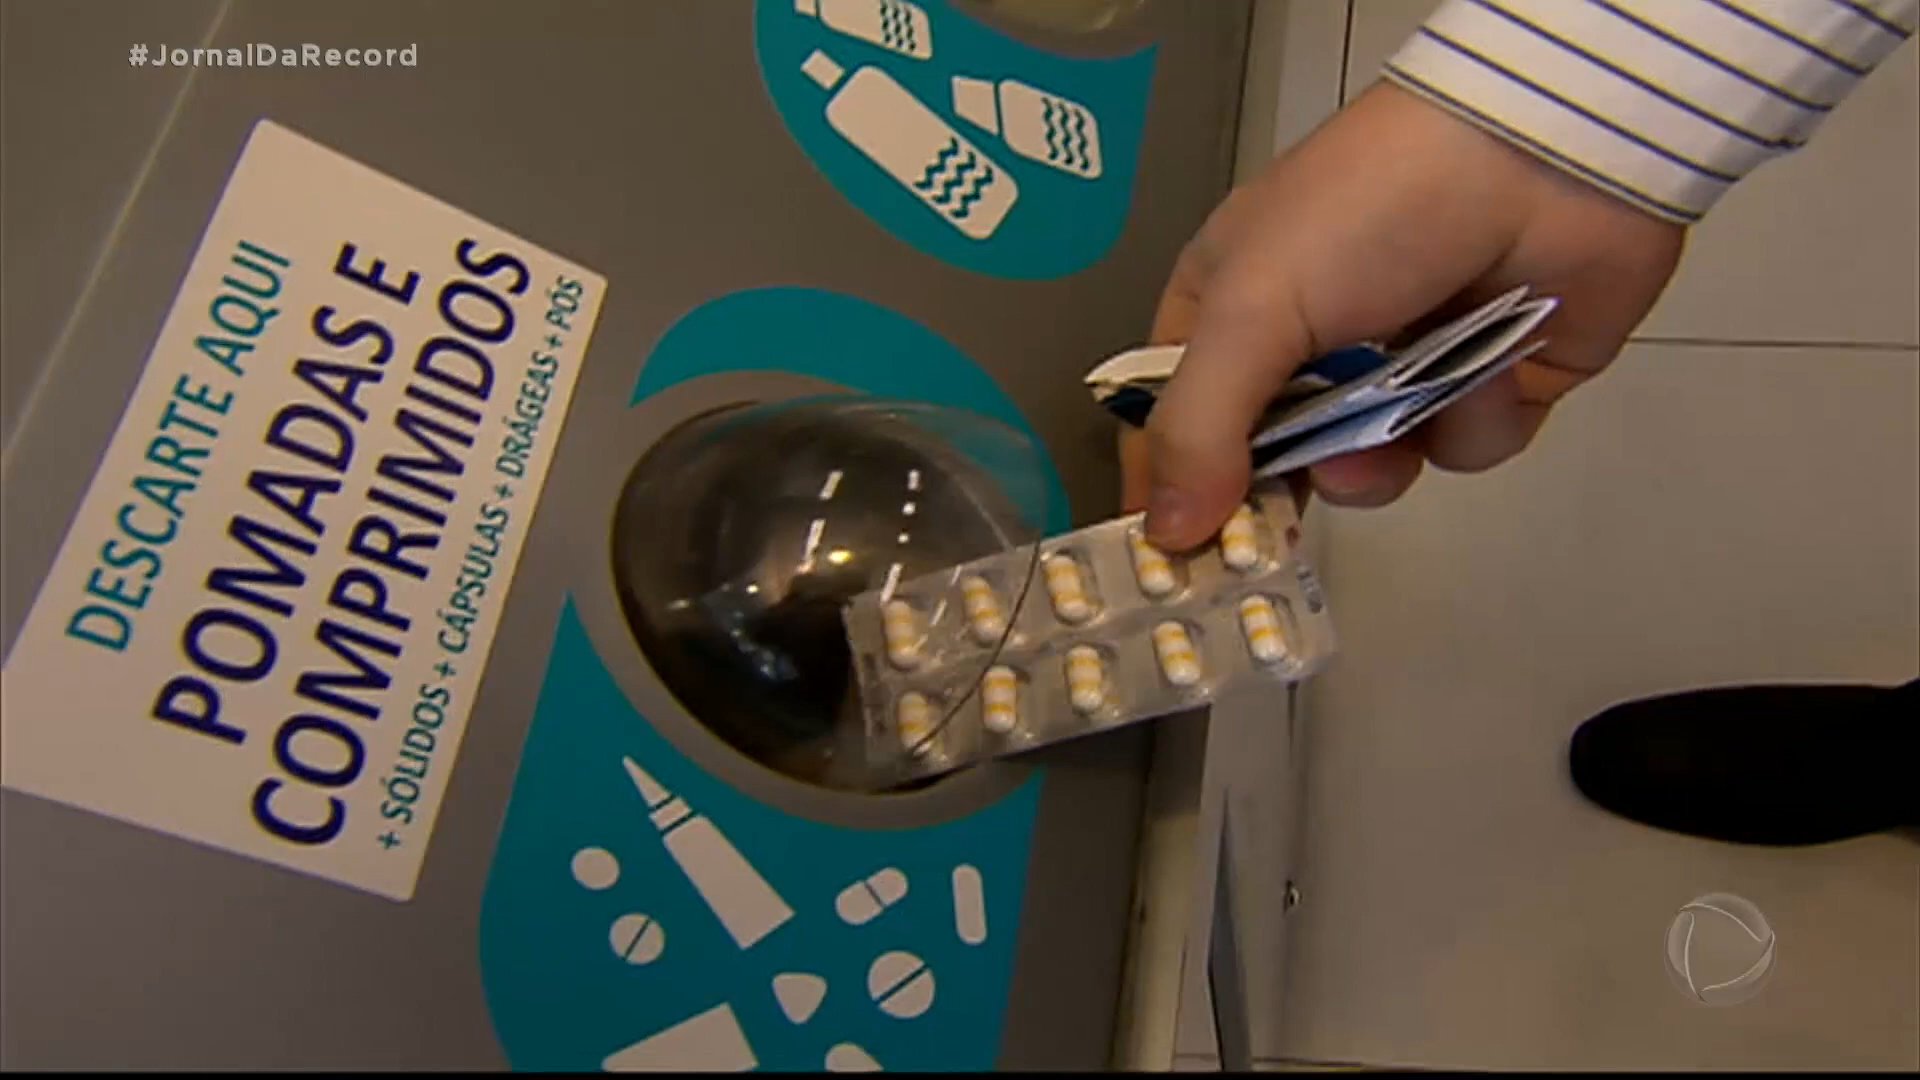 #JornalDaRecord
DESCARTE AQUI
POMADAS E
COMPRIMIDOS
+ SÓLIDOS + CÁPSULAS + DRÁGEAS + PÓS